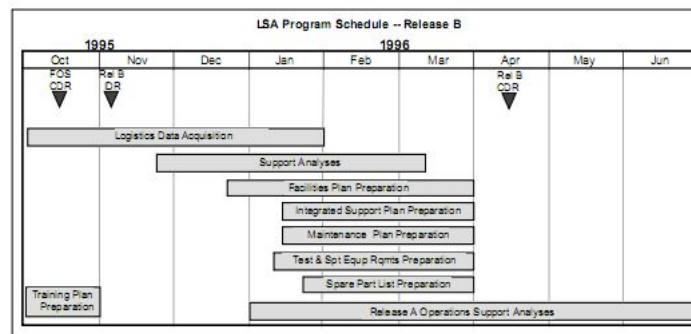 LSA Program Schedule -- Release B
1995 1996
Oct Nov Dec Jan Feb Mar Apr May Jun
FOS Rel B Rel B
CDR IDR CDR
Logistics Data Acquisition
Support Analyses
Facilities Plan Preparation
Integrated Support Plan Preparation
Maintenance Plan Preparation
Test & Spt Equp Rqmts Preparation
Spare Part List Preparation
Training Plan
Preparation
Release A Operations Support Analyses